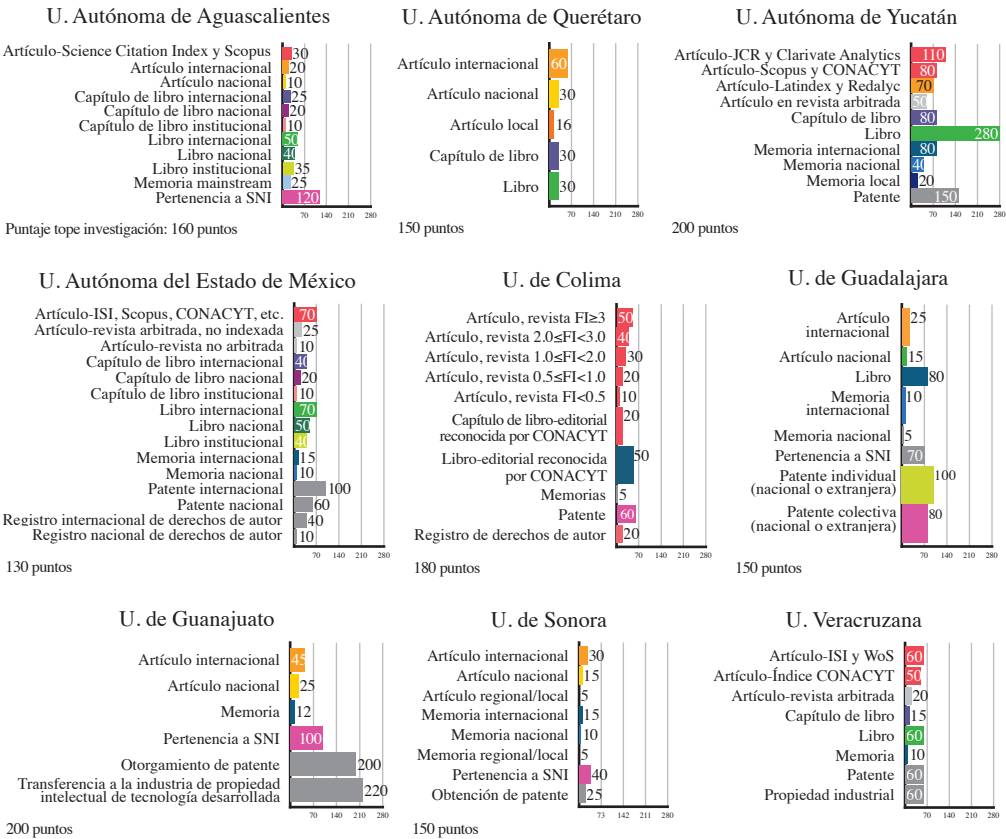 U. Autónoma de Aguascalientes
Artículo-Science Citation Index y Scopus 30
Artículo internacional 20
Artículo nacional 10
Capítulo de libro internacional 25
Capítulo de libro nacional 20
Capítulo de libro institucional 10
Libro internacional 50
Libro nacional 40
Libro institucional 35
Memoria mainstream 25
Pertenencia a SNI 120
70 140 210 280
Puntaje tope investigación: 160 puntos
U. Autónoma de Querétaro
Artículo internacional 60
Artículo nacional 30
Artículo local 16
Capítulo de libro 30
Libro 30
70 140 210 280
150 puntos
U. Autónoma de Yucatán
Artículo-JCR y Clarivate Analytics 110
Artículo-Scopus y CONACYT 80
Artículo-Latindex y Redalyc 70
Artículo en revista arbitrada 50
Capítulo de libro 80
Libro 280
Memoria internacional 80
Memoria nacional 40
Memoria local 20
Patente 150
70 140 210 280
200 puntos
U. Autónoma del Estado de México
Artículo-ISI, Scopus, CONACYT, etc. 70
Artículo-revista arbitrada, no indexada 25
Artículo-revista no arbitrada 10
Capítulo de libro internacional 40
Capítulo de libro nacional 20
Capítulo de libro institucional 10
Libro internacional 70
Libro nacional 50
Libro institucional 40
Memoria internacional 15
Memoria nacional 10
Patente internacional 100
Patente nacional 60
Registro internacional de derechos de autor 40
Registro nacional de derechos de autor 10
70 140 210 280
130 puntos
U. de Colima
Artículo, revista FI≥3 50
Artículo, revista 2.0≤FI<3.0 40
Artículo, revista 1.0≤FI<2.0 30
Artículo, revista 0.5≤FI<1.0 20
Artículo, revista FI<0.5 10
Capítulo de libro-editorial 20
reconocida por CONACYT
Libro-editorial reconocida 50
por CONACYT
Memorias 5
Patente 60
Registro de derechos de autor 20
70 140 210 280
180 puntos
U. de Guadalajara
Artículo 25
internacional
Artículo nacional 15
Libro 80
Memoria 10
internacional
Memoria nacional 5
Pertenencia a SNI 70
Patente individual 100
(nacional o extranjera)
Patente colectiva 80
(nacional o extranjera)
70 140 210 280
150 puntos
U. de Guanajuato
Artículo internacional 45
Artículo nacional 25
Memoria 12
Pertenencia a SNI 100
Otorgamiento de patente 200
Transferencia a la industria de propiedad 220
intelectual de tecnología desarrollada
70 140 210 280
200 puntos
U. de Sonora
Artículo internacional 30
Artículo nacional 15
Artículo regional/local 5
Memoria internacional 15
Memoria nacional 10
Memoria regional/local 5
Pertenencia a SNI 40
Obtención de patente 25
73 142 211 280
150 puntos
U. Veracruzana
Artículo-ISI y WoS 60
Artículo-Índice CONACYT 50
Artículo-revista arbitrada 20
Capítulo de libro 15
Libro 60
Memoria 10
Patente 60
Propiedad industrial 60
70 140 210 280